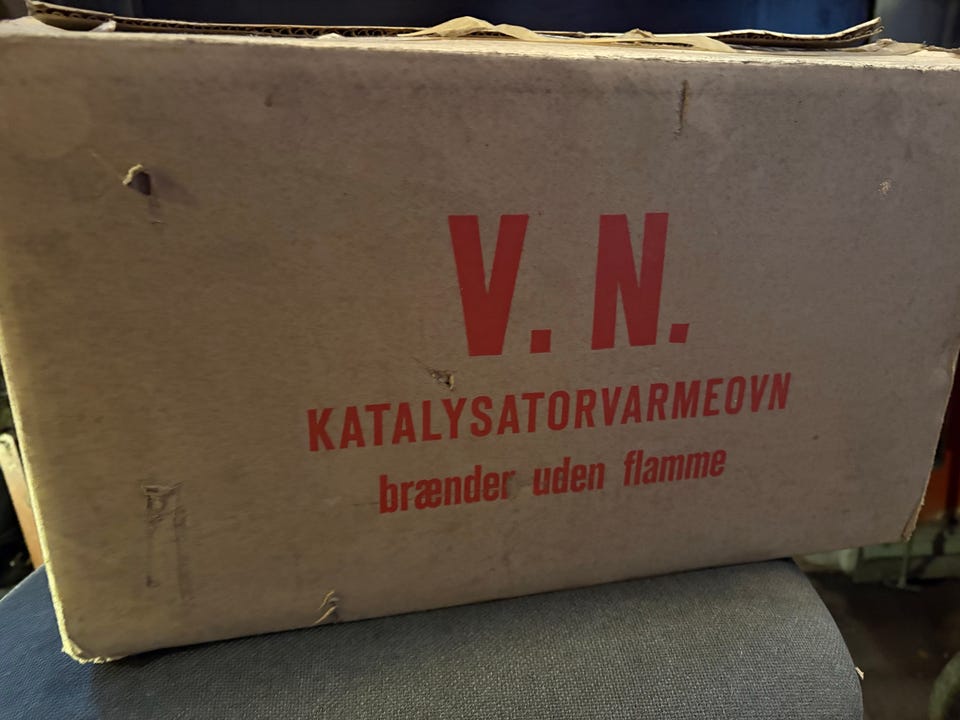 V. N.
KATALYSATORVARMEOVN
brænder uden flamme